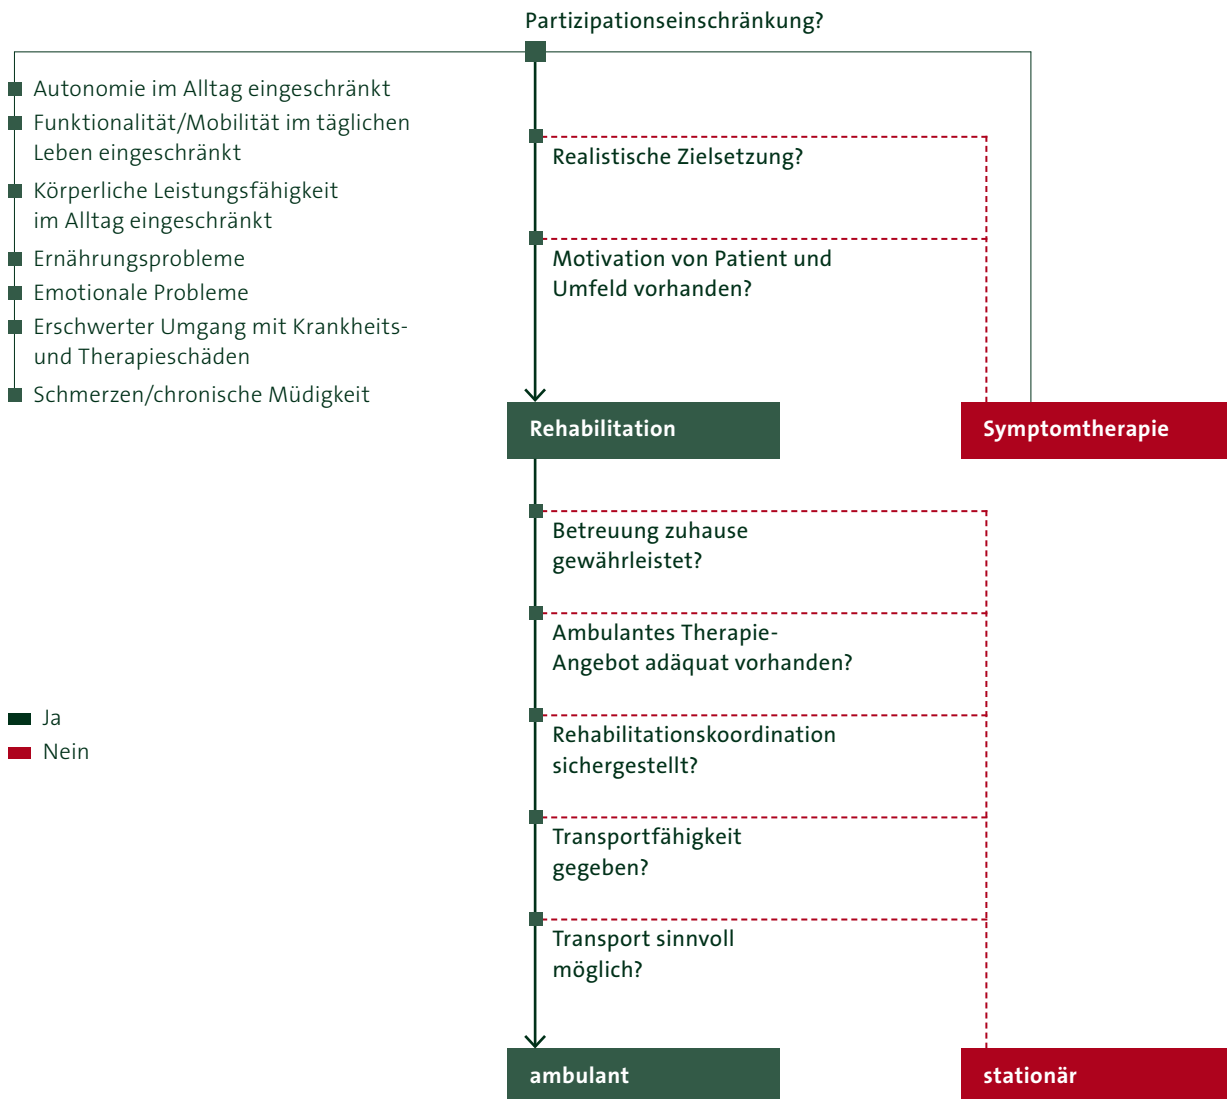 Partizipationseinschränkung?
Autonomie im Alltag eingeschränkt
Funktionalität/Mobilität im täglichen
Leben eingeschränkt
Körperliche Leistungsfähigkeit
im Alltag eingeschränkt
Ernährungsprobleme
Emotionale Probleme
Erschwerter Umgang mit Krankheits-
und Therapieschäden
Schmerzen/chronische Müdigkeit
Realistische Zielsetzung?
Motivation von Patient und
Umfeld vorhanden?
Rehabilitation
Symptomtherapie
Betreuung zuhause
gewährleistet?
Ambulantes Therapie-
Angebot adäquat vorhanden?
Rehabilitationskoordination
sichergestellt?
Transportfähigkeit
gegeben?
Transport sinnvoll
möglich?
Ja
Nein
ambulant
stationär